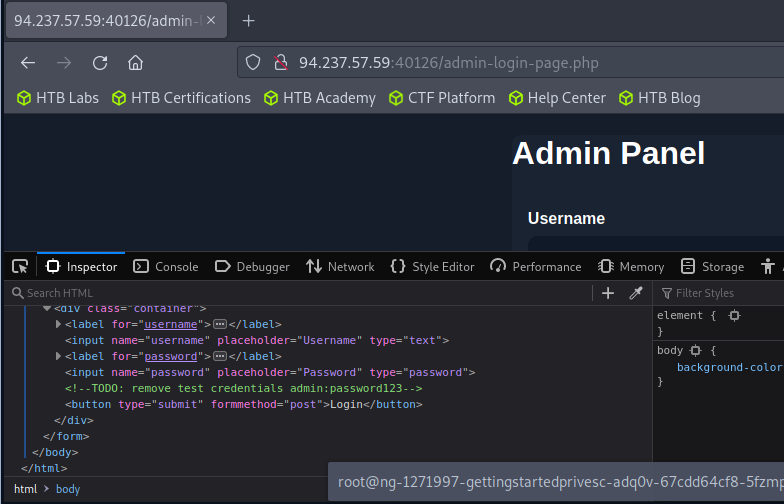 94.237.57.59:40126/admin-l
94.237.57.59:40126/admin-login-page.php
HTB Labs HTB Certifications HTB Academy CTF Platform Help Center HTB Blog
Admin Panel
Username
Inspector Console Debugger Network Style Editor Performance Memory Storage
Search HTML Filter Styles
<div class="container">
<label for="username"></label>
<input name="username" placeholder="Username" type="text">
<label for="password"></label>
<input name="password" placeholder="Password" type="password">
<!--TODO: remove test credentials admin:password123-->
<button type="submit" formmethod="post">Login</button>
</div>
</form>
</body>
</html>
element {
}
body {
background-color
}
html > body
root@ng-1271997-gettingstartedprivesc-adq0v-67cdd64cf8-5fzmp